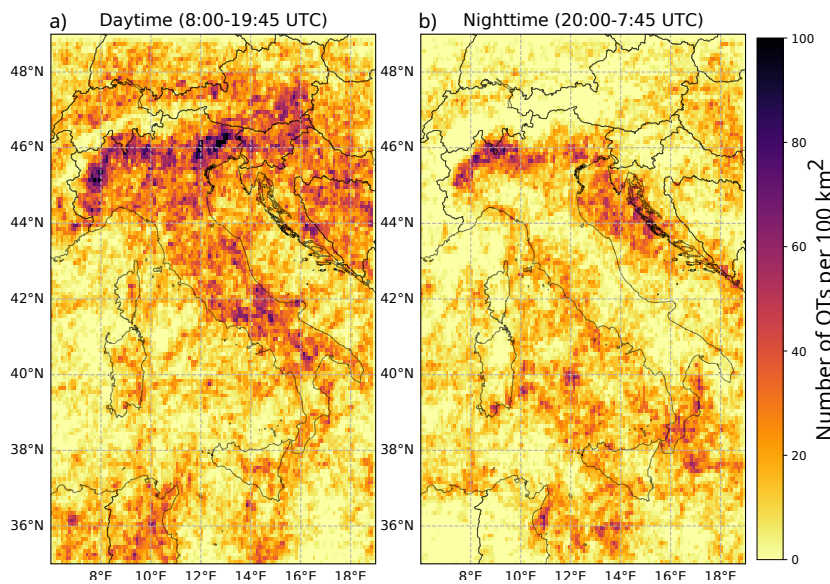 a) Daytime (8:00-19:45 UTC)
b) Nighttime (20:00-7:45 UTC)
48°N
46°N
44°N
42°N
40°N
38°N
36°N
8°E 10°E 12°E 14°E 16°E 18°E
48°N
46°N
44°N
42°N
40°N
38°N
36°N
8°E 10°E 12°E 14°E 16°E 18°E
100
80
60
40
20
0
Number of OTs per 100 km²